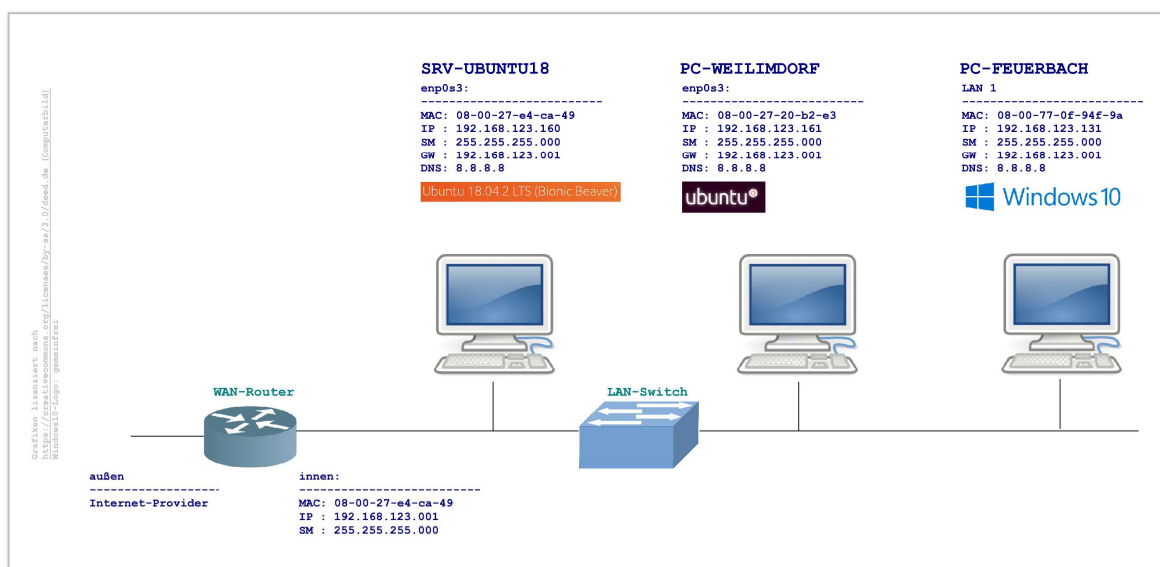 SRV-UBUNTU18
enp0s3:
--------------------------
MAC: 08-00-27-e4-ca-49
IP : 192.168.123.160
SM : 255.255.255.000
GW : 192.168.123.001
DNS: 8.8.8.8
Ubuntu 18.04.2 LTS (Bionic Beaver)
PC-WEILIMDORF
enp0s3:
--------------------------
MAC: 08-00-27-20-b2-e3
IP : 192.168.123.161
SM : 255.255.255.000
GW : 192.168.123.001
DNS: 8.8.8.8
ubuntu
PC-FEUERBACH
LAN 1
--------------------------
MAC: 08-00-77-0f-94f-9a
IP : 192.168.123.131
SM : 255.255.255.000
GW : 192.168.123.001
DNS: 8.8.8.8
Windows 10
Grafiken lizenziert nach
https://creativecommons.org/licenses/by-sa/3.0/deed.de (Computerbild)
Windows10-Logo: gemeinfrei
WAN-Router
LAN-Switch
außen
-------------------
Internet-Provider
innen:
--------------------------
MAC: 08-00-27-e4-ca-49
IP : 192.168.123.001
SM : 255.255.255.000